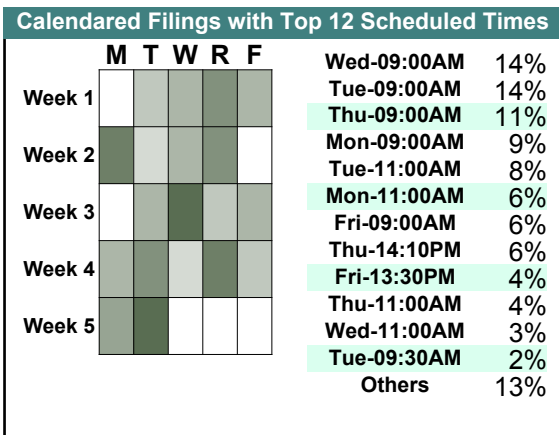 Calendared Filings with Top 12 Scheduled Times
M T W R F
Week 1
Week 2
Week 3
Week 4
Week 5
Wed-09:00AM 14%
Tue-09:00AM 14%
Thu-09:00AM 11%
Mon-09:00AM 9%
Tue-11:00AM 8%
Mon-11:00AM 6%
Fri-09:00AM 6%
Thu-14:10PM 6%
Fri-13:30PM 4%
Thu-11:00AM 4%
Wed-11:00AM 3%
Tue-09:30AM 2%
Others 13%